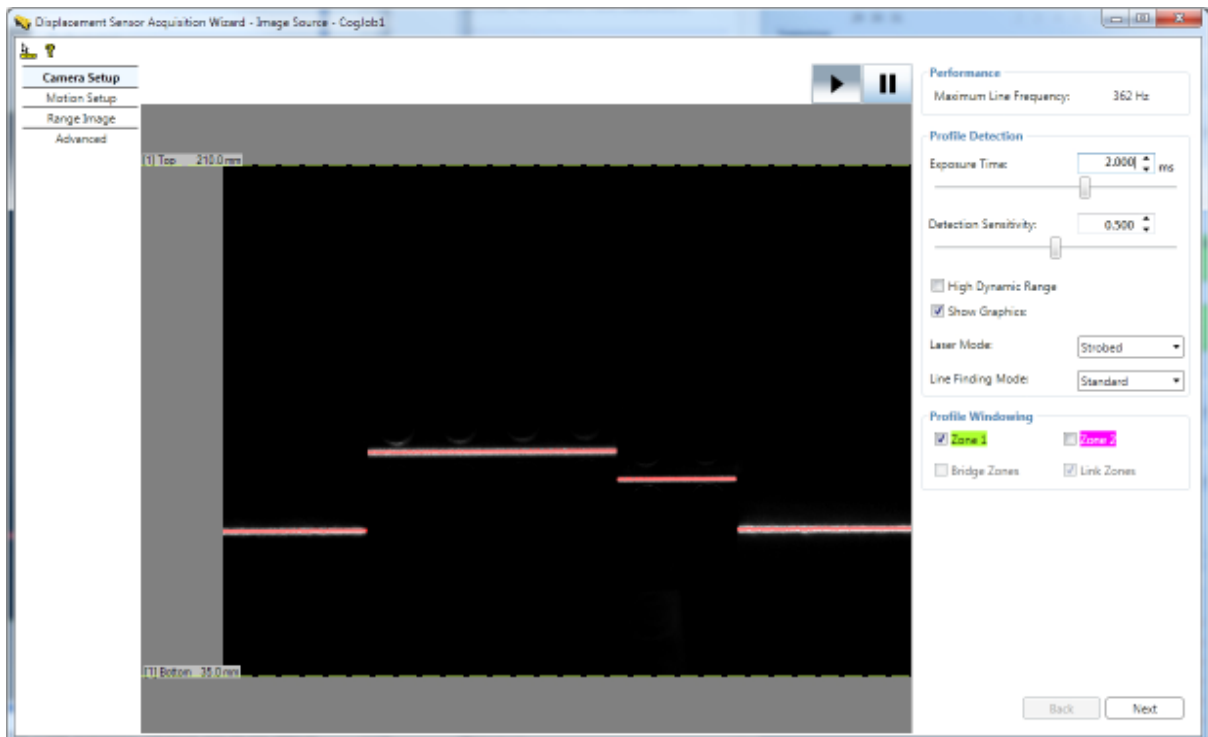 Displacement Sensor Acquisition Wizard - Image Source - CogJob1
Camera Setup
Motion Setup
Range Image
Advanced
[1] Top 210.0 mm
[1] Bottom 35.0 mm
Performance
Maximum Line Frequency: 362 Hz
Profile Detection
Exposure Time: 2.000 ms
Detection Sensitivity: 0.500
High Dynamic Range
Show Graphics:
Laser Mode: Strobed
Line Finding Mode: Standard
Profile Windowing
Zone 1 Zone 2
Bridge Zones Link Zones
Back Next